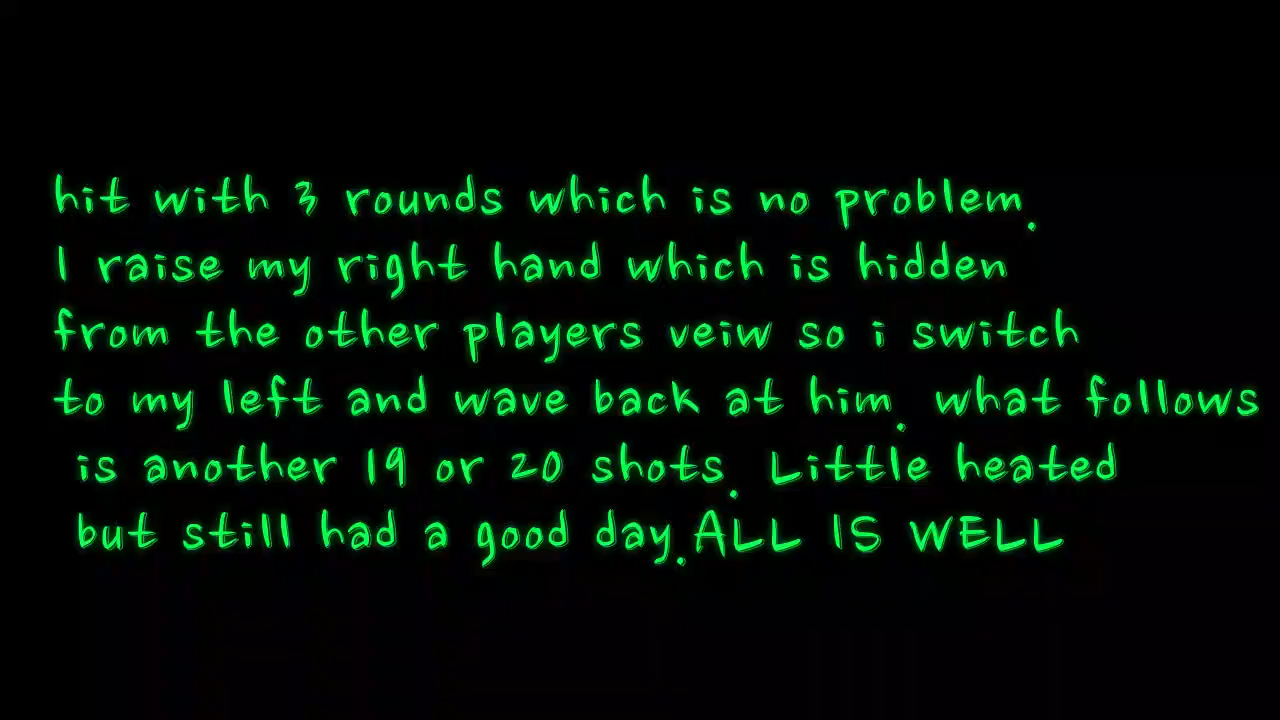 hit with 3 rounds which is no problem.
I raise my right hand which is hidden
from the other players veiw so i switch
to my left and wave back at him. what follows
is another 19 or 20 shots. Little heated
but still had a good day.ALL IS WELL